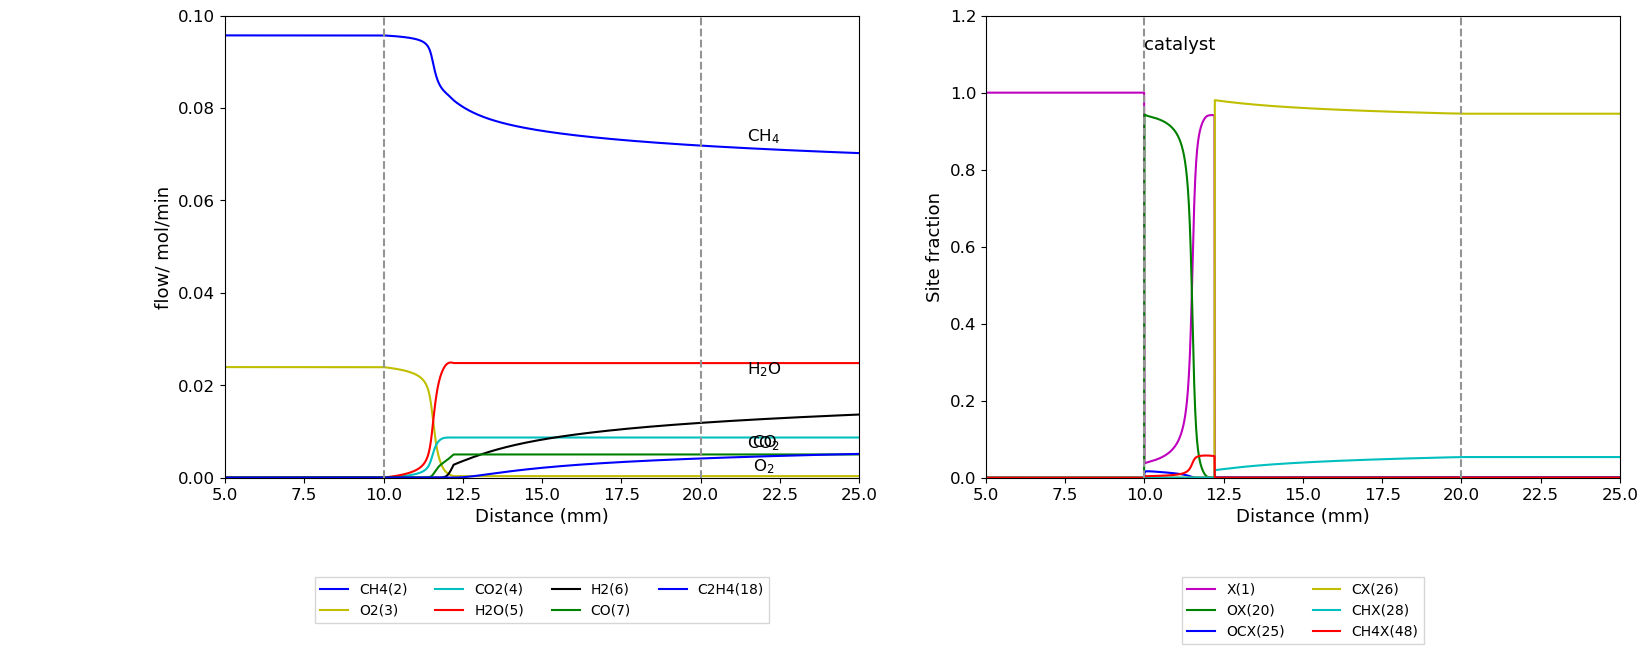 0.10
0.08
0.06
0.04
0.02
0.00
flow/ mol/min
CH₄
H₂O
CO₂
CO
O₂
5.0 7.5 10.0 12.5 15.0 17.5 20.0 22.5 25.0
Distance (mm)
CH4(2) CO2(4) H2(6) C2H4(18)
O2(3) H2O(5) CO(7)
1.2
1.0
0.8
0.6
0.4
0.2
0.0
Site fraction
catalyst
5.0 7.5 10.0 12.5 15.0 17.5 20.0 22.5 25.0
Distance (mm)
X(1) CX(26)
OX(20) CHX(28)
OCX(25) CH4X(48)